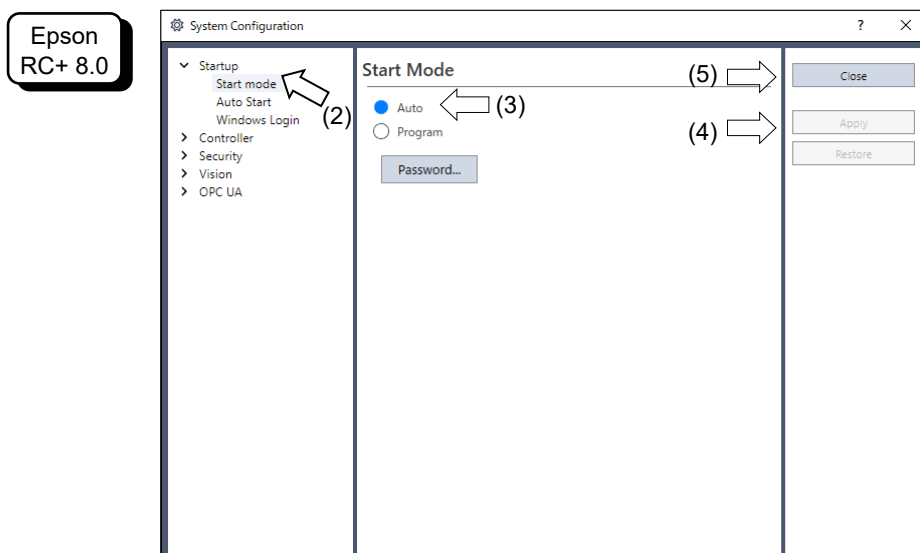 Epson
RC+ 8.0
System Configuration
?
Startup
Start mode
Auto Start
Windows Login
Controller
Security
Vision
OPC UA
(2)
Start Mode
Auto
(3)
Program
Password...
(5)
Close
(4)
Apply
Restore